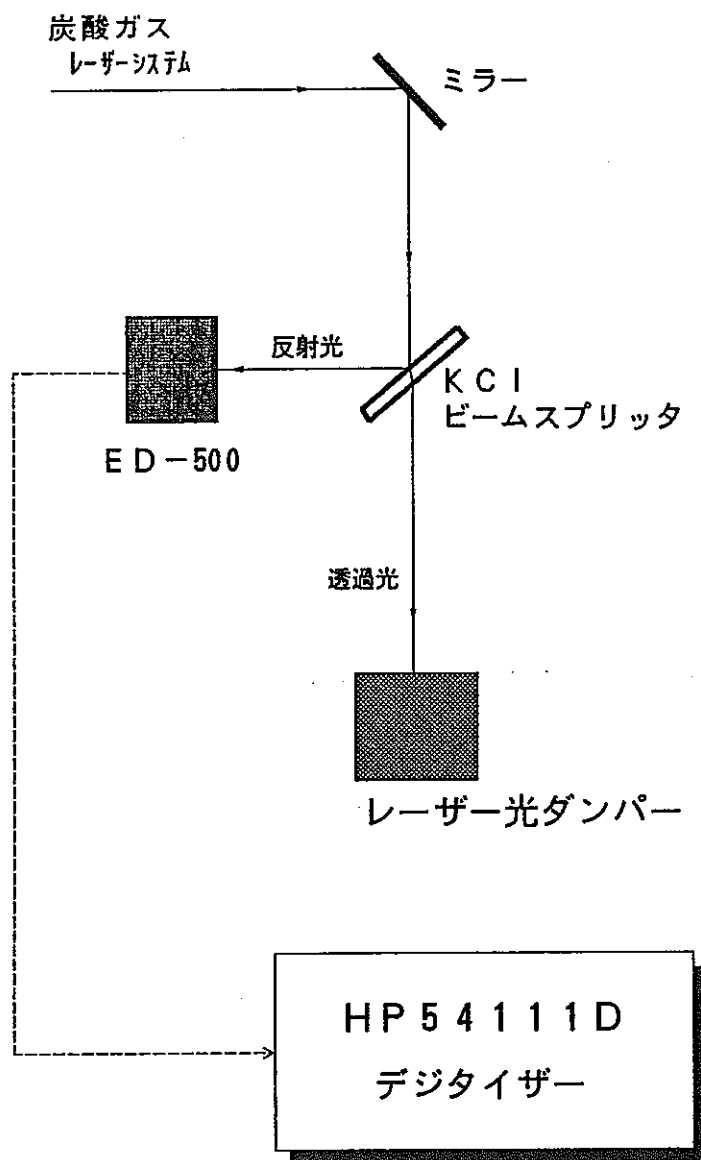 炭酸ガス
レーザーシステム
ミラー
反射光
KCl
ビームスプリッタ
ED-500
透過光
レーザー光ダンパー
HP54111D
デジタイザー